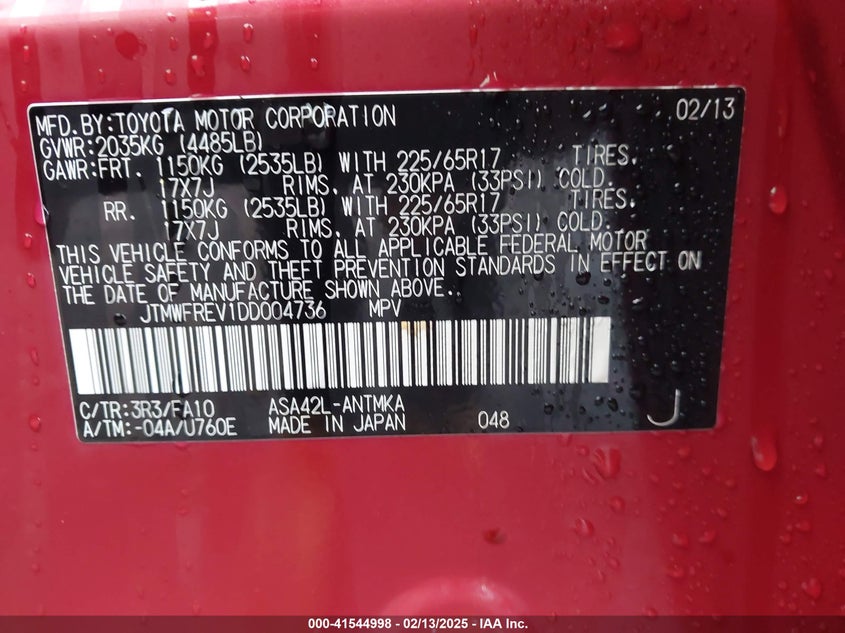 MFD.BY:TOYOTA MOTOR CORPORATION 02/13
GVWR:2035KG (4485LB)
GAWR:FRT. 1150KG (2535LB) WITH 225/65R17 TIRES,
17X7J RIMS, AT 230KPA (33PSI) COLD.
RR. 1150KG (2535LB) WITH 225/65R17 TIRES,
17X7J RIMS, AT 230KPA (33PSI) COLD.
THIS VEHICLE CONFORMS TO ALL APPLICABLE FEDERAL MOTOR
VEHICLE SAFETY AND THEFT PREVENTION STANDARDS IN EFFECT ON
THE DATE OF MANUFACTURE SHOWN ABOVE.
JTMWFREV1DD004736 MPV
C/TR:3R3/FA10 ASA42L-ANTMKA
A/TM:-04A/U760E MADE IN JAPAN 048 J
000-41544998 - 02/13/2025 - IAA Inc.